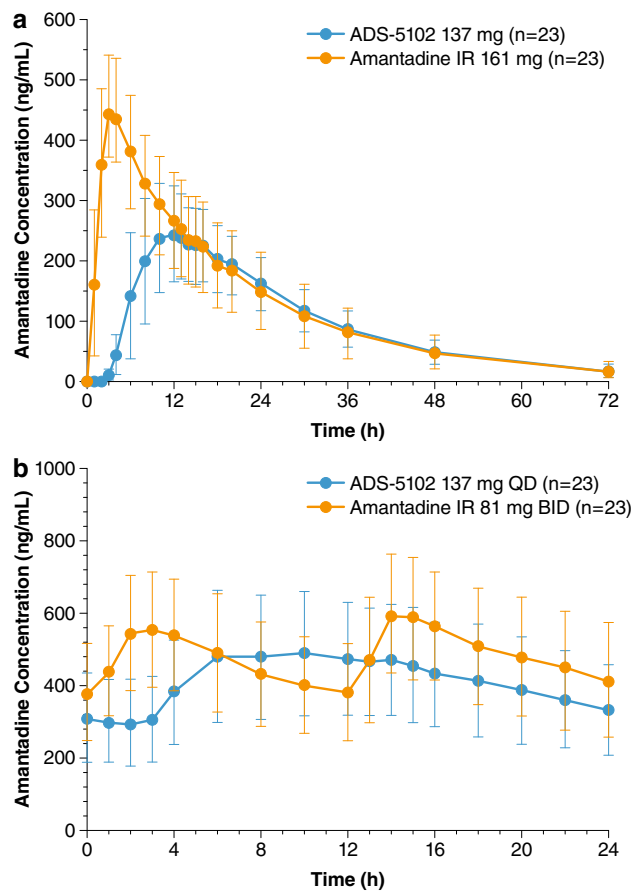 a
ADS-5102 137 mg (n=23)
Amantadine IR 161 mg (n=23)
Amantadine Concentration (ng/mL)
600
500
400
300
200
100
0
0 12 24 36 48 60 72
Time (h)
b
ADS-5102 137 mg QD (n=23)
Amantadine IR 81 mg BID (n=23)
Amantadine Concentration (ng/mL)
1000
800
600
400
200
0
0 4 8 12 16 20 24
Time (h)